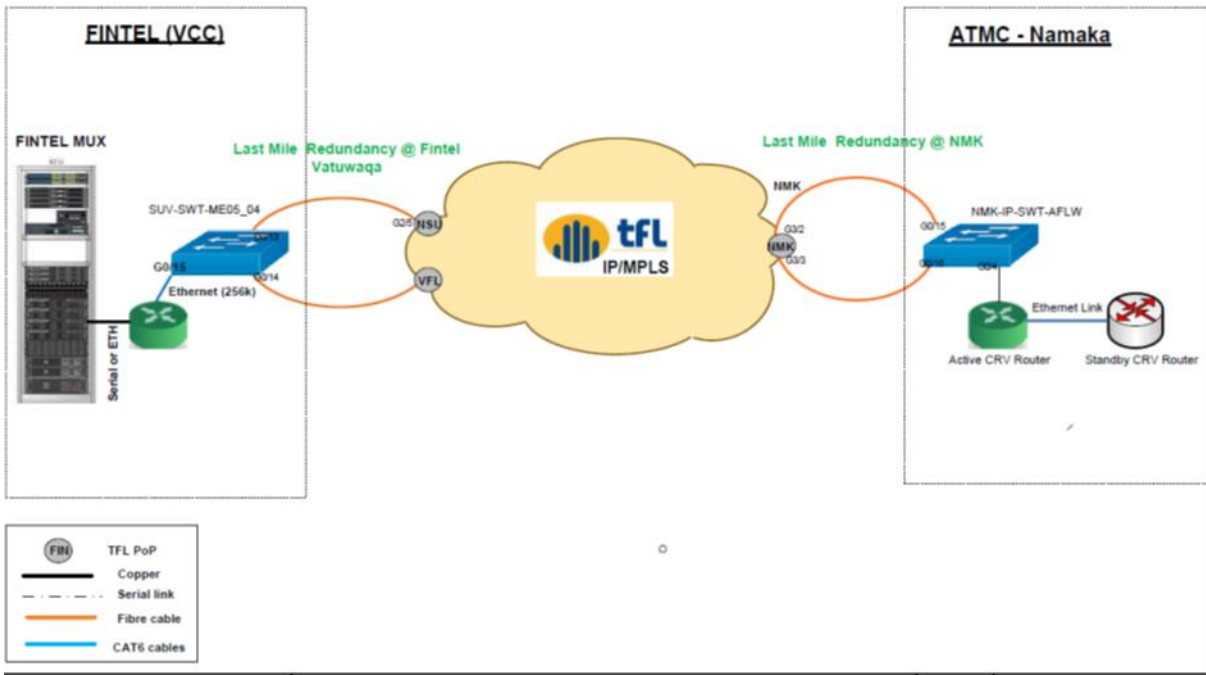 FINTEL (VCC)
ATMC - Namaka
FINTEL MUX
Last Mile Redundancy @ Fintel
Vatuwaqa
Last Mile Redundancy @ NMK
SUV-SWT-ME05_04
G0/13
G0/15
G0/14
Ethernet (256k)
Serial or ETH
G2/5
NSU
VFL
tfl
IP/MPLS
NMK
G3/2
NMK
G3/3
NMK-IP-SWT-AFLW
G0/15
G0/16
G0/4
Ethernet Link
Active CRV Router
Standby CRV Router
FIN TFL PoP
Copper
Serial link
Fibre cable
CAT6 cables